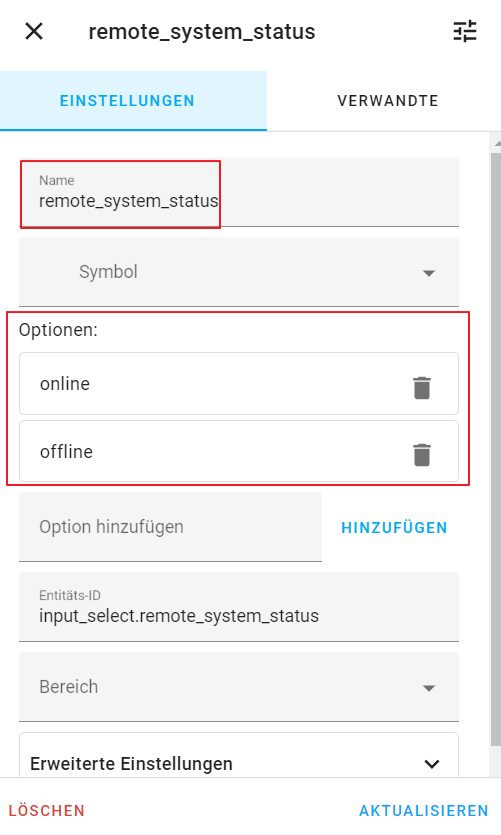 remote_system_status
EINSTELLUNGEN
VERWANDTE
Name
remote_system_status
Symbol
Optionen:
online
offline
Option hinzufügen
HINZUFÜGEN
Entitäts-ID
input_select.remote_system_status
Bereich
Erweiterte Einstellungen
LÖSCHEN
AKTUALISIEREN